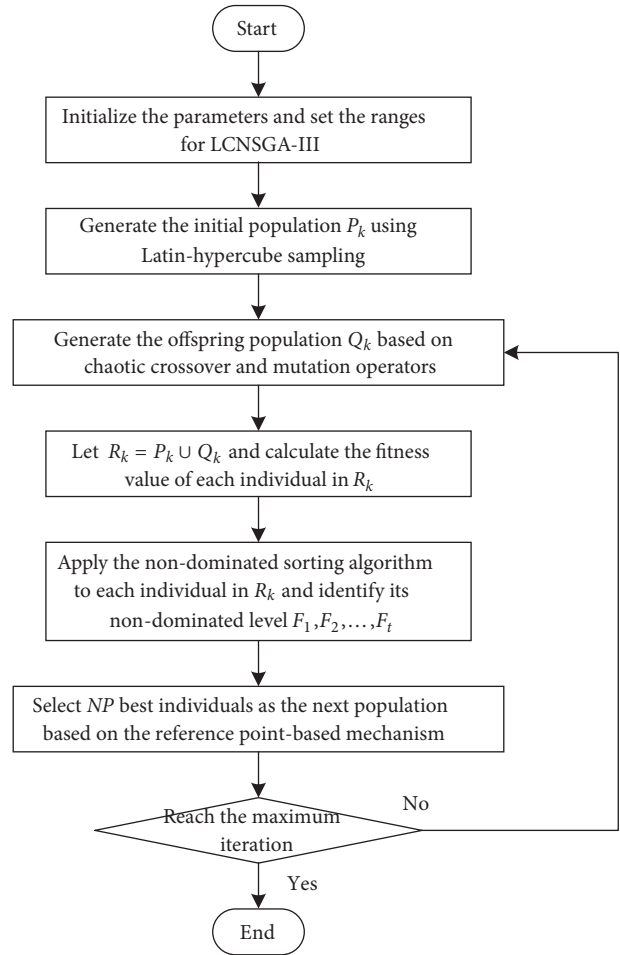 Start
Initialize the parameters and set the ranges
for LCNSGA-III
Generate the initial population P_k using
Latin-hypercube sampling
Generate the offspring population Q_k based on
chaotic crossover and mutation operators
Let R_k = P_k ∪ Q_k and calculate the fitness
value of each individual in R_k
Apply the non-dominated sorting algorithm
to each individual in R_k and identify its
non-dominated level F_1,F_2,...,F_t
Select NP best individuals as the next population
based on the reference point-based mechanism
No
Reach the maximum
iteration
Yes
End